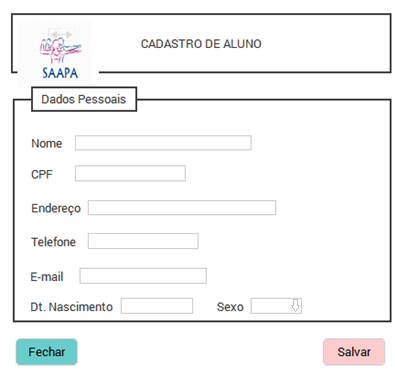 CADASTRO DE ALUNO
SAAPA
Dados Pessoais
Nome
CPF
Endereço
Telefone
E-mail
Dt. Nascimento Sexo
Fechar Salvar